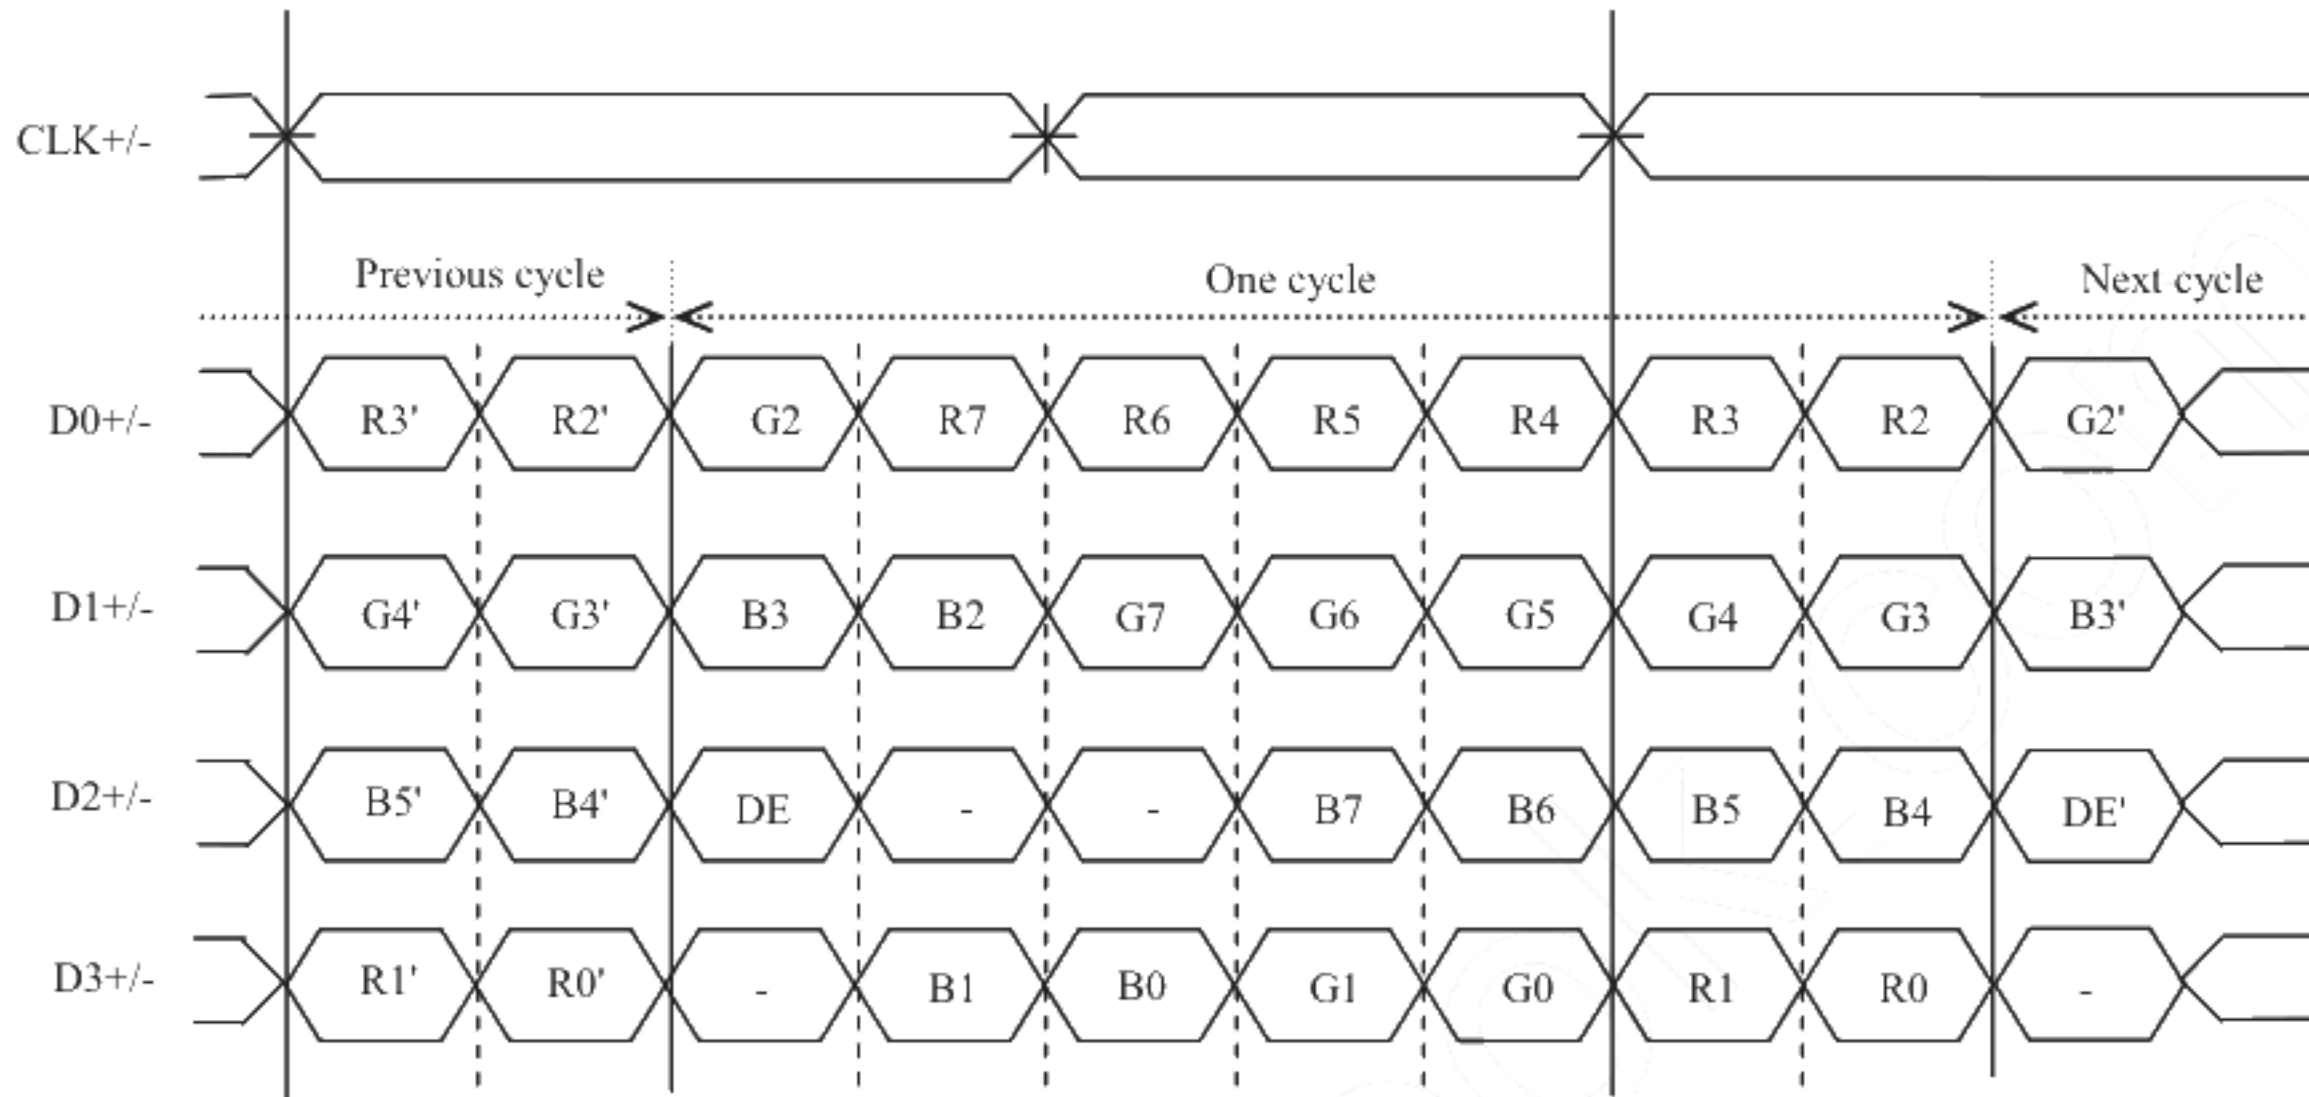 CLK+/-
Previous cycle One cycle Next cycle
D0+/- R3' R2' G2 R7 R6 R5 R4 R3 R2 G2'
D1+/- G4' G3' B3 B2 G7 G6 G5 G4 G3 B3'
D2+/- B5' B4' DE - - B7 B6 B5 B4 DE'
D3+/- R1' R0' - B1 B0 G1 G0 R1 R0 -